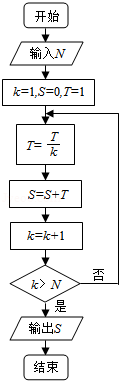 开始
输入N
k=1,S=0,T=1
T=T/k
S=S+T
k=k+1
k> N
否
是
输出S
结束